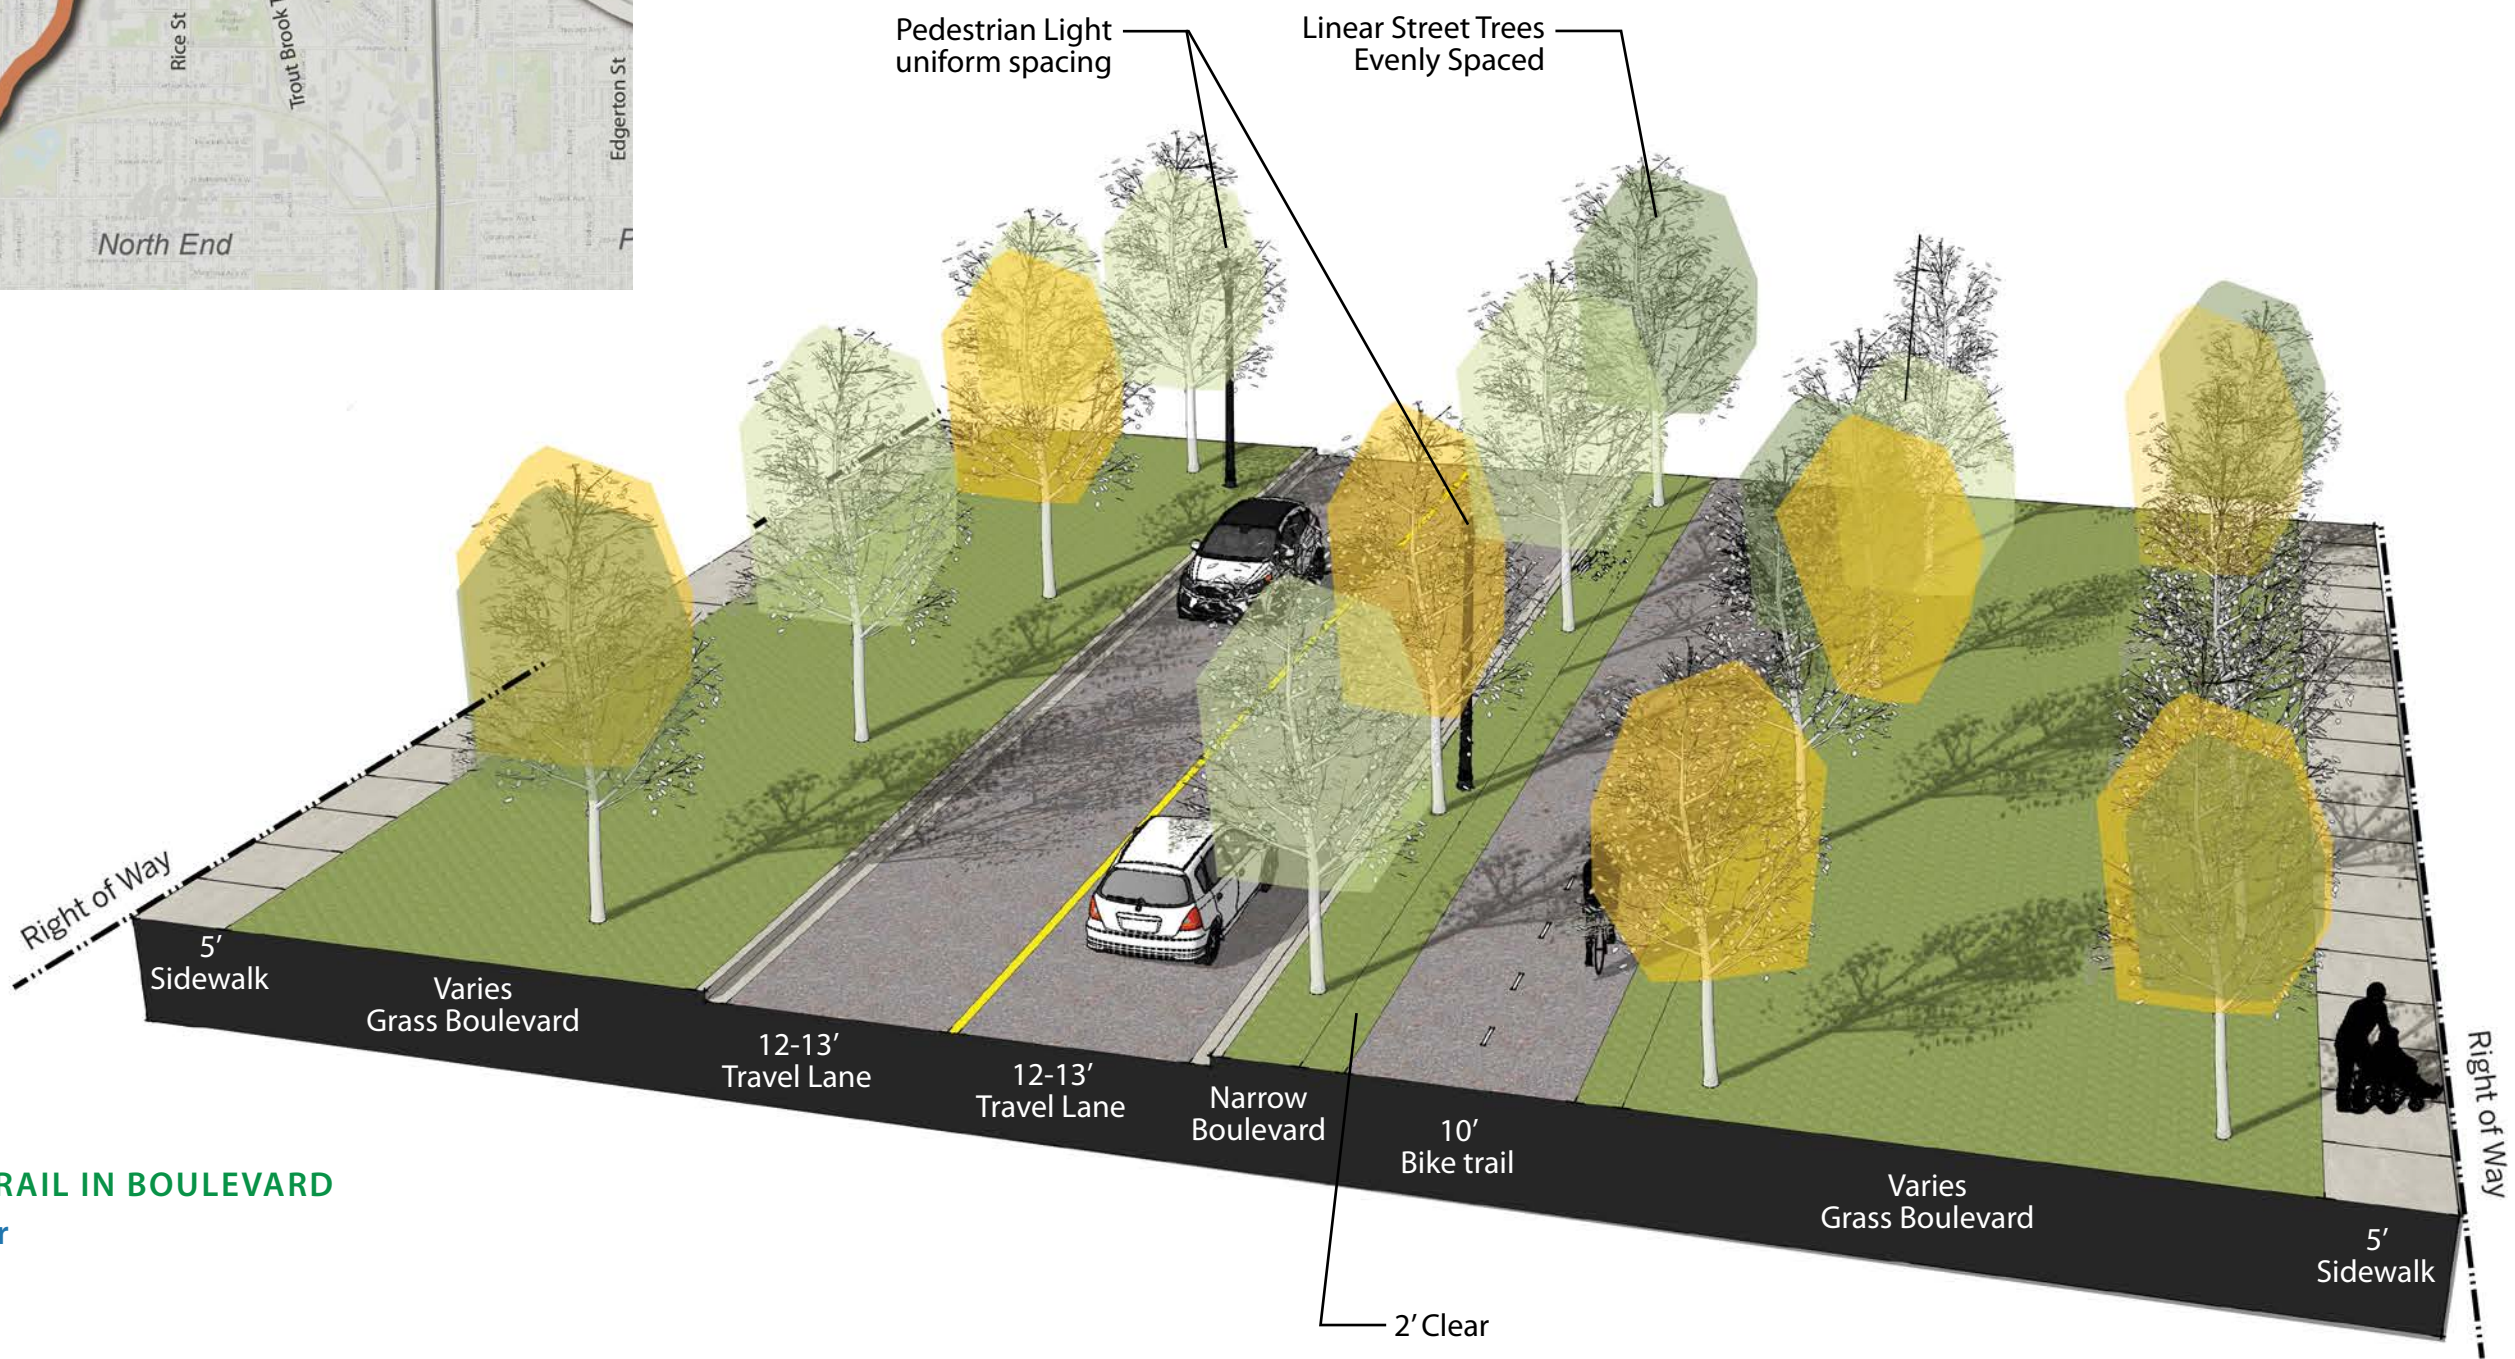 Rice St
Trout Brook
Edgerton St
North End
Pedestrian Light
uniform spacing
Linear Street Trees
Evenly Spaced
Right of Way
5’
Sidewalk
Varies
Grass Boulevard
12-13’
Travel Lane
12-13’
Travel Lane
Narrow
Boulevard
10’
Bike trail
Varies
Grass Boulevard
5’
Sidewalk
Right of Way
2’ Clear
RAIL IN BOULEVARD
r